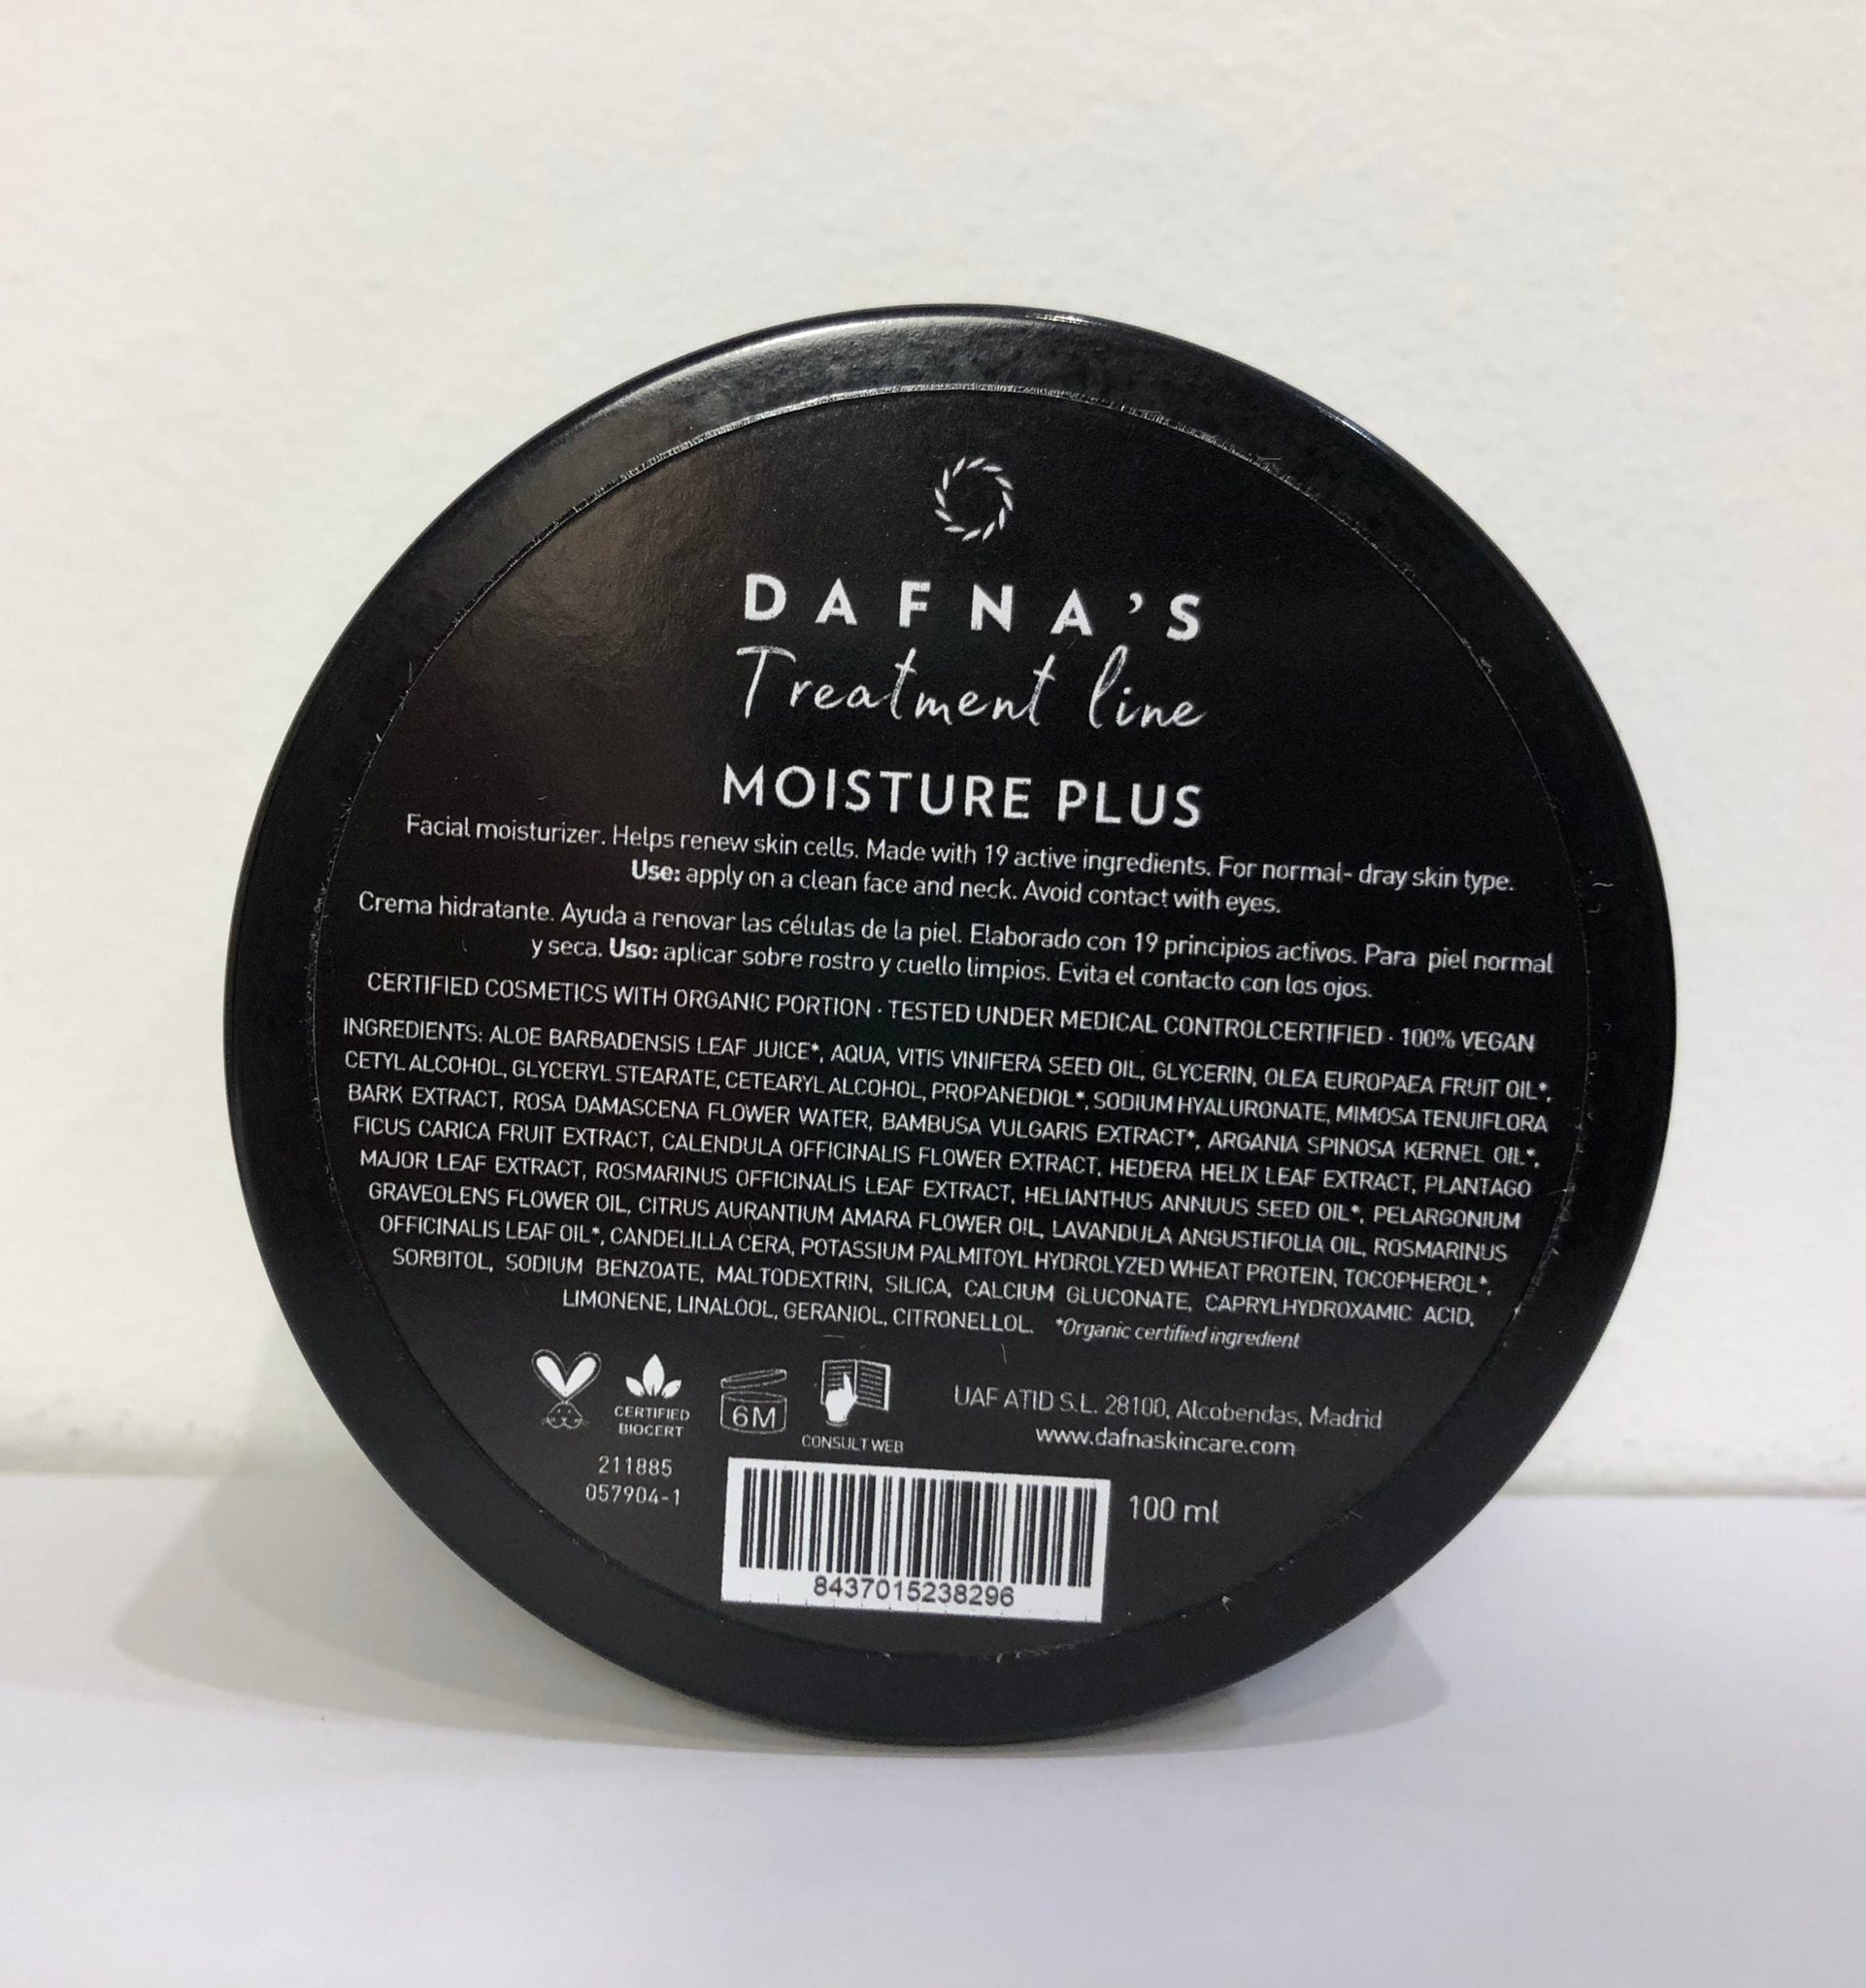 DAFNA'S
Treatment line
MOISTURE PLUS
Facial moisturizer. Helps renew skin cells. Made with 19 active ingredients. For normal- dray skin type.
Use: apply on a clean face and neck. Avoid contact with eyes.
Crema hidratante. Ayuda a renovar las células de la piel. Elaborado con 19 principios activos. Para piel normal
y seca. Uso: aplicar sobre rostro y cuello limpios. Evita el contacto con los ojos.
CERTIFIED COSMETICS WITH ORGANIC PORTION · TESTED UNDER MEDICAL CONTROLCERTIFIED · 100% VEGAN
INGREDIENTS: ALOE BARBADENSIS LEAF JUICE*, AQUA, VITIS VINIFERA SEED OIL, GLYCERIN, OLEA EUROPAEA FRUIT OIL*,
CETYL ALCOHOL, GLYCERYL STEARATE, CETEARYL ALCOHOL, PROPANEDIOL*, SODIUM HYALURONATE, MIMOSA TENUIFLORA
BARK EXTRACT, ROSA DAMASCENA FLOWER WATER, BAMBUSA VULGARIS EXTRACT*, ARGANIA SPINOSA KERNEL OIL*,
FICUS CARICA FRUIT EXTRACT, CALENDULA OFFICINALIS FLOWER EXTRACT, HEDERA HELIX LEAF EXTRACT, PLANTAGO
MAJOR LEAF EXTRACT, ROSMARINUS OFFICINALIS LEAF EXTRACT, HELIANTHUS ANNUUS SEED OIL*, PELARGONIUM
GRAVEOLENS FLOWER OIL, CITRUS AURANTIUM AMARA FLOWER OIL, LAVANDULA ANGUSTIFOLIA OIL, ROSMARINUS
OFFICINALIS LEAF OIL*, CANDELILLA CERA, POTASSIUM PALMITOYL HYDROLYZED WHEAT PROTEIN, TOCOPHEROL*,
SORBITOL, SODIUM BENZOATE, MALTODEXTRIN, SILICA, CALCIUM GLUCONATE, CAPRYLHYDROXAMIC ACID,
LIMONENE, LINALOOL, GERANIOL, CITRONELLOL. *Organic certified ingredient
CERTIFIED
BIOCERT
6M
CONSULT WEB
UAF ATID S.L. 28100, Alcobendas, Madrid
www.dafnaskincare.com
211885
057904-1
100 ml
8437015238296